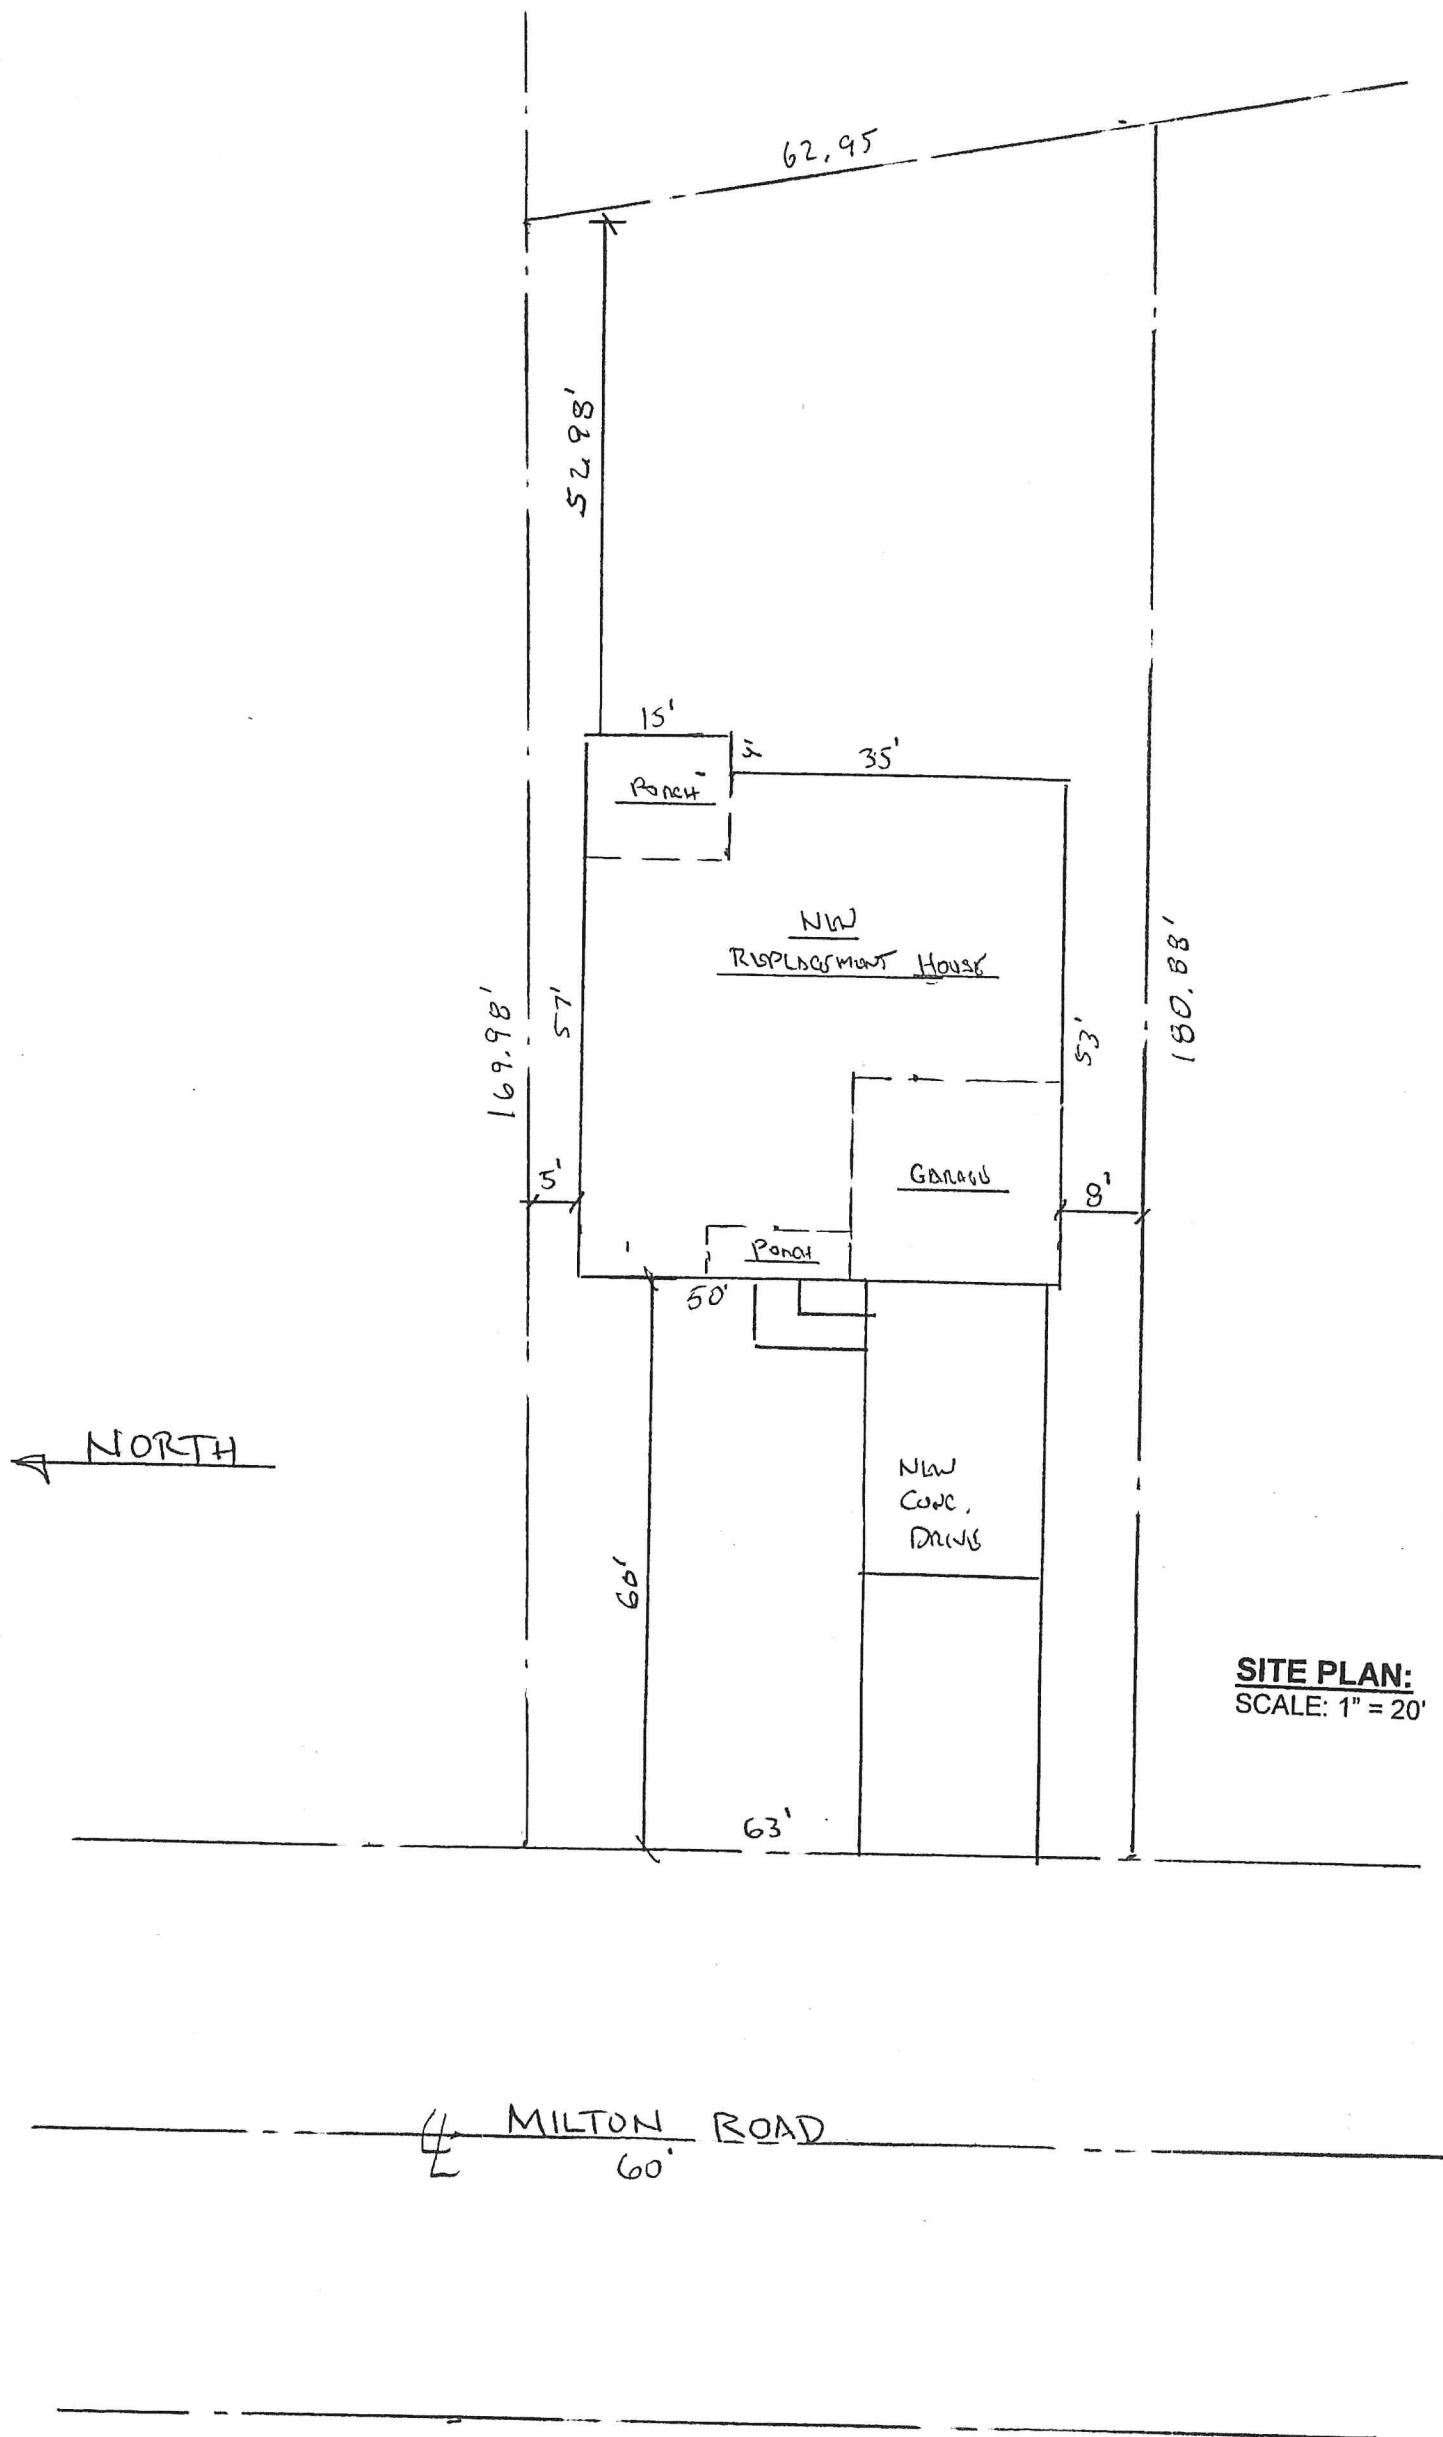 62.95
52.98'
15'
4'
35'
PORCH
NEW
REPLACEMENT HOUSE
169.98'
57'
53'
180.88'
5'
GARAGE
8'
PORCH
50'
NORTH
NEW
CONC.
DRIVE
60'
SITE PLAN:
SCALE: 1" = 20'
63'
℄ MILTON ROAD
60'